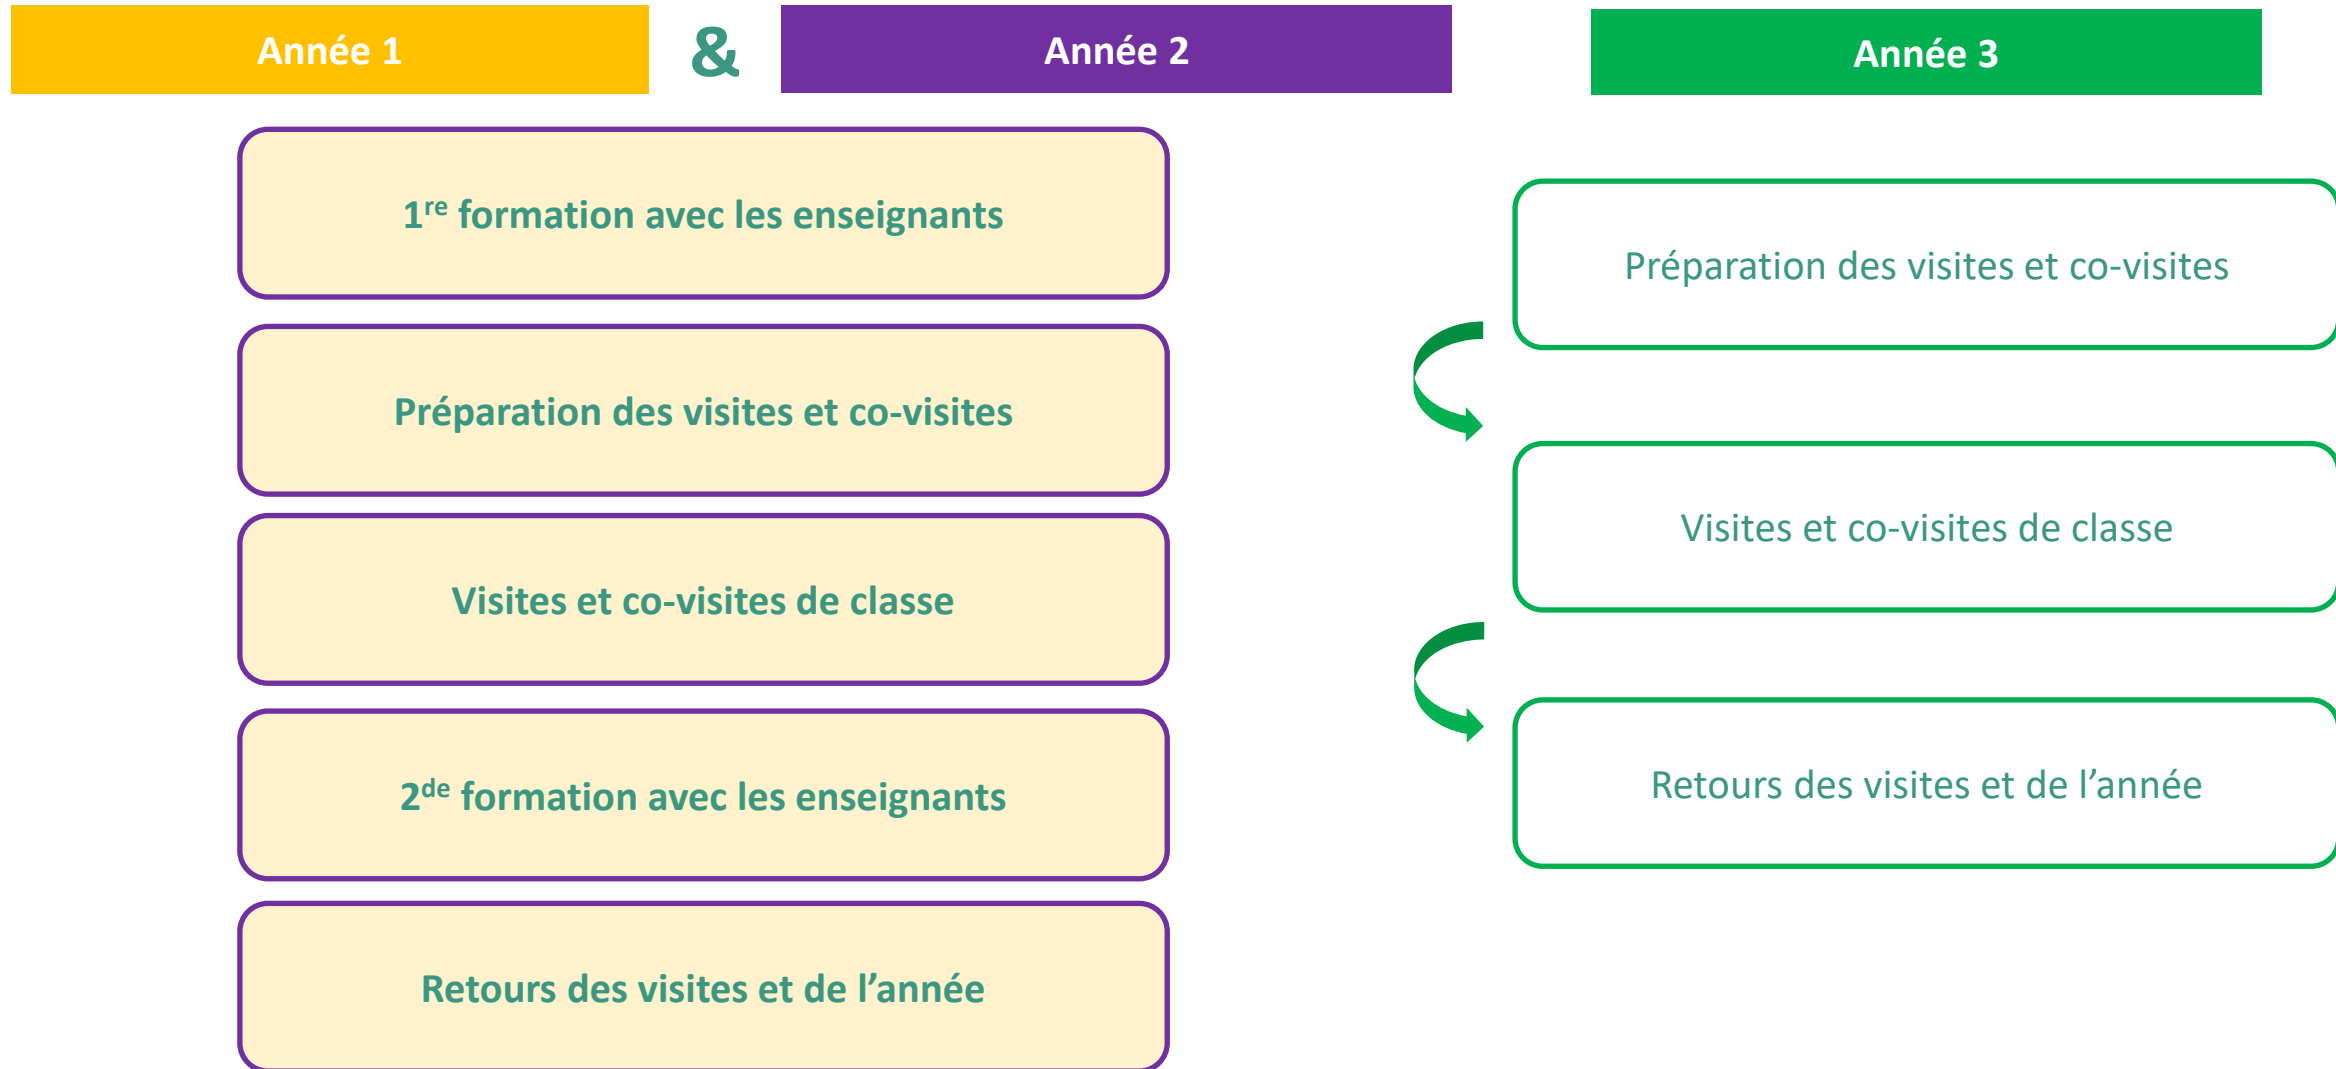 Année 1
&
Année 2
Année 3
1re formation avec les enseignants
Préparation des visites et co-visites
Visites et co-visites de classe
2de formation avec les enseignants
Retours des visites et de l’année
Préparation des visites et co-visites
Visites et co-visites de classe
Retours des visites et de l’année